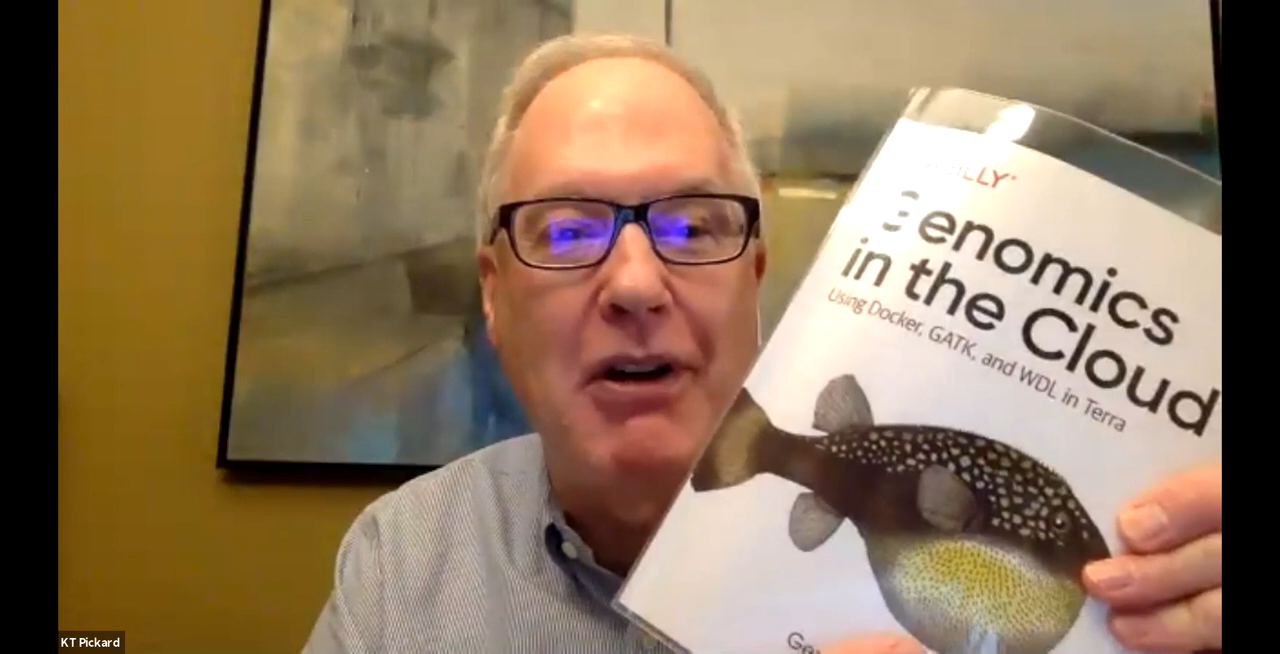 Genomics
in the Cloud
Using Docker, GATK, and WDL in Terra
KT Pickard